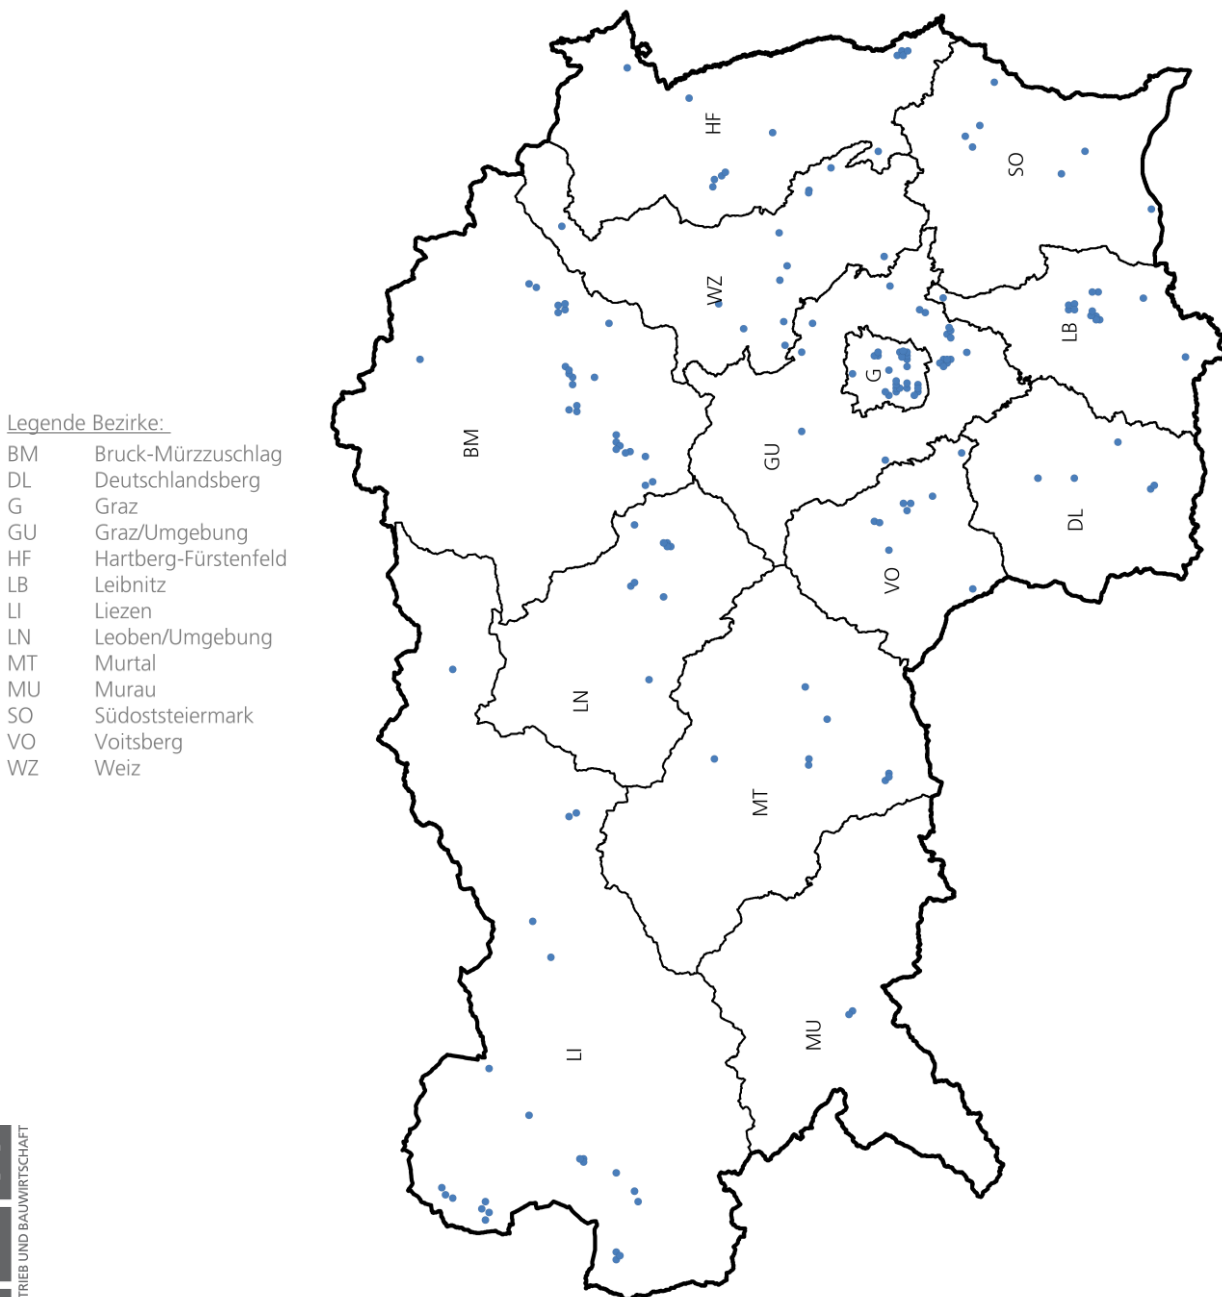 Legende Bezirke:
BM Bruck-Mürzzuschlag
DL Deutschlandsberg
G Graz
GU Graz/Umgebung
HF Hartberg-Fürstenfeld
LB Leibnitz
LI Liezen
LN Leoben/Umgebung
MT Murtal
MU Murau
SO Südoststeiermark
VO Voitsberg
WZ Weiz
HF
SO
WZ
LB
G
BM
GU
DL
VO
LN
MT
MU
LI
TRIEB UND BAUWIRTSCHAFT